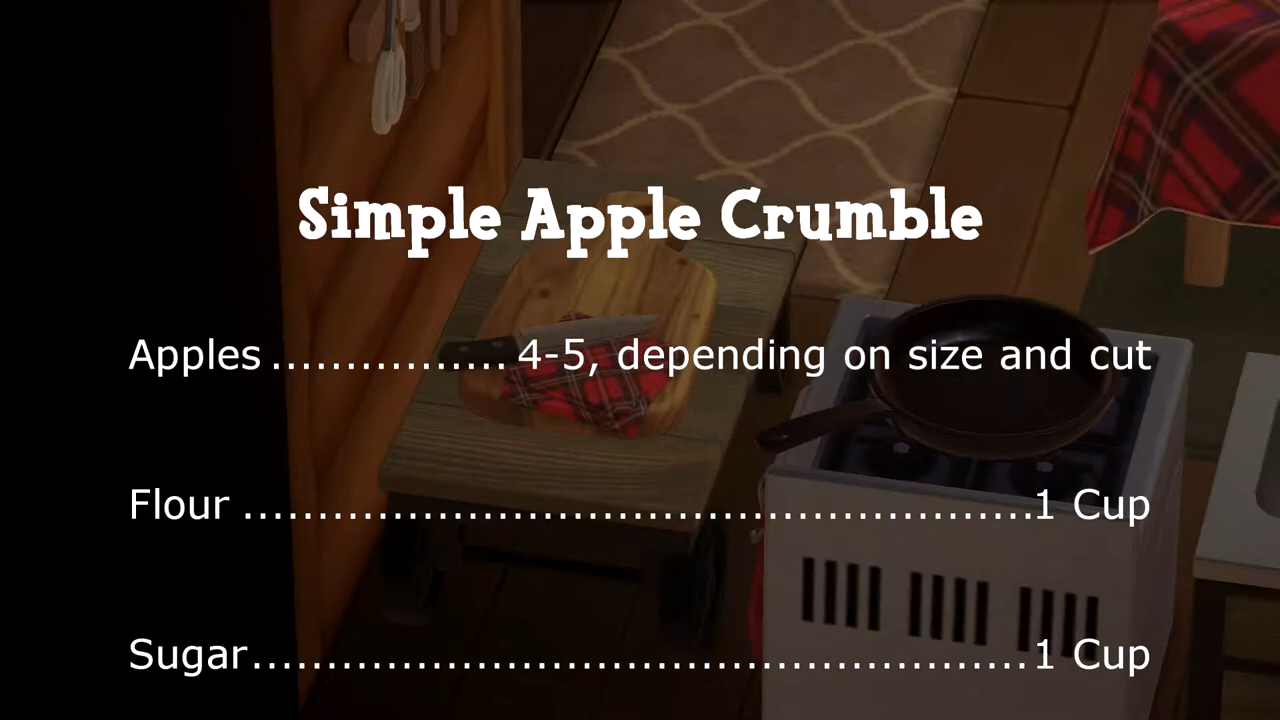 Simple Apple Crumble
Apples ................ 4-5, depending on size and cut
Flour .....................................................1 Cup
Sugar....................................................1 Cup